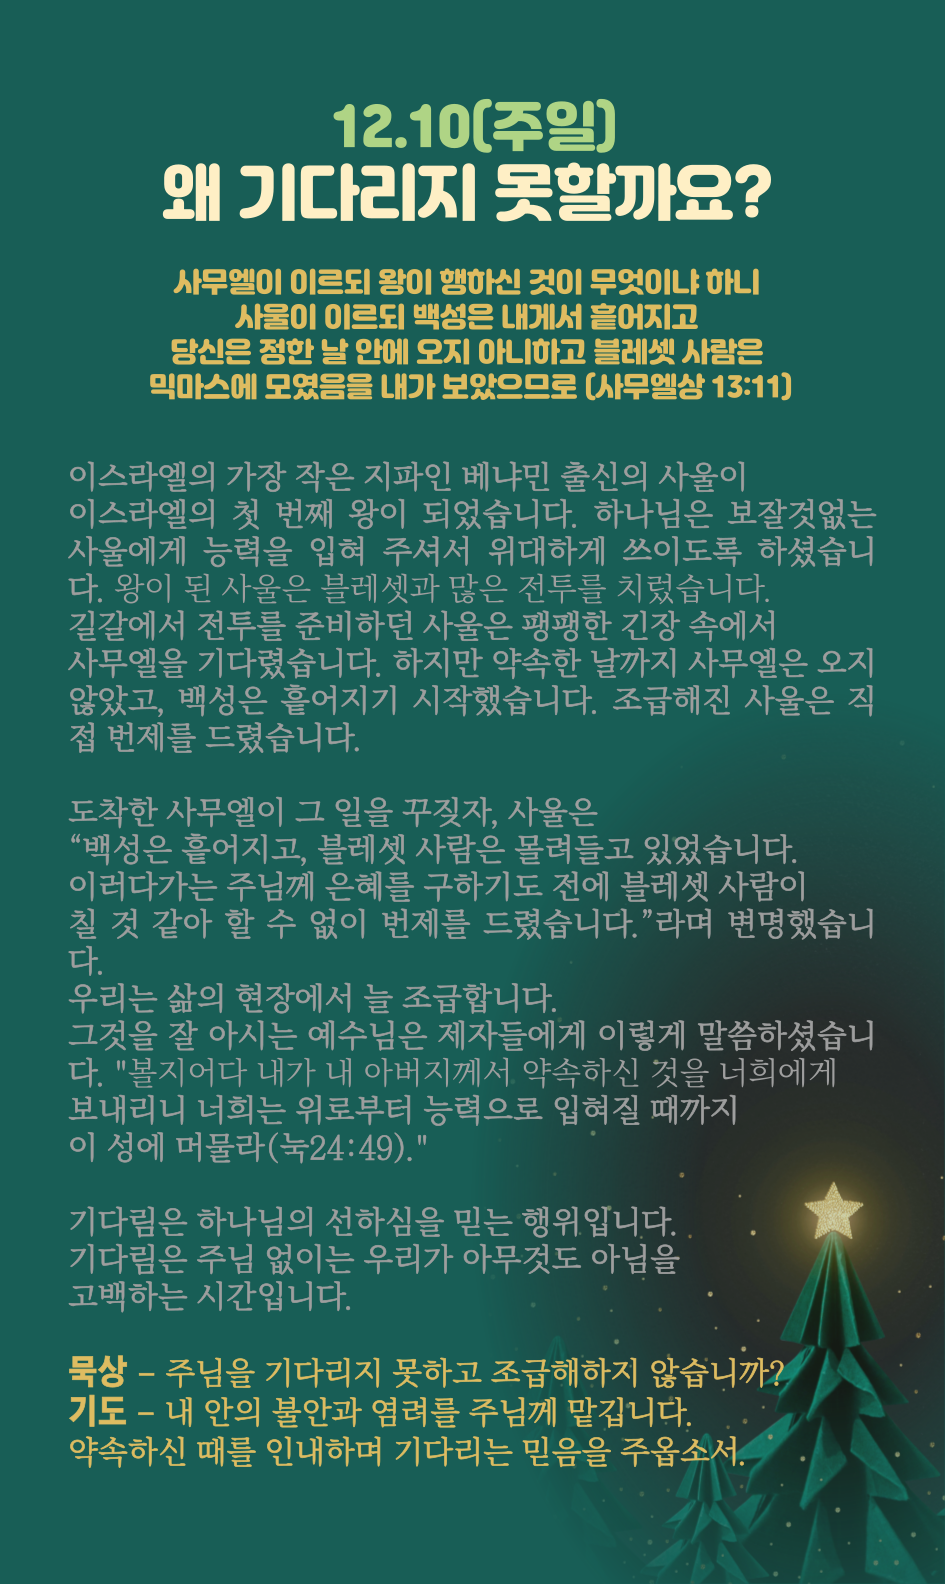 12.10(주일)
왜 기다리지 못할까요?
사무엘이 이르되 왕이 행하신 것이 무엇이냐 하니
사울이 이르되 백성은 내게서 흩어지고
당신은 정한 날 안에 오지 아니하고 블레셋 사람은
믹마스에 모였음을 내가 보았으므로 (사무엘상 13:11)
이스라엘의 가장 작은 지파인 베냐민 출신의 사울이
이스라엘의 첫 번째 왕이 되었습니다. 하나님은 보잘것없는
사울에게 능력을 입혀 주셔서 위대하게 쓰이도록 하셨습니
다. 왕이 된 사울은 블레셋과 많은 전투를 치렀습니다.
길갈에서 전투를 준비하던 사울은 팽팽한 긴장 속에서
사무엘을 기다렸습니다. 하지만 약속한 날까지 사무엘은 오지
않았고, 백성은 흩어지기 시작했습니다. 조급해진 사울은 직
접 번제를 드렸습니다.
도착한 사무엘이 그 일을 꾸짖자, 사울은
“백성은 흩어지고, 블레셋 사람은 몰려들고 있었습니다.
이러다가는 주님께 은혜를 구하기도 전에 블레셋 사람이
칠 것 같아 할 수 없이 번제를 드렸습니다.”라며 변명했습니
다.
우리는 삶의 현장에서 늘 조급합니다.
그것을 잘 아시는 예수님은 제자들에게 이렇게 말씀하셨습니
다. "볼지어다 내가 내 아버지께서 약속하신 것을 너희에게
보내리니 너희는 위로부터 능력으로 입혀질 때까지
이 성에 머물라(눅24:49)."
기다림은 하나님의 선하심을 믿는 행위입니다.
기다림은 주님 없이는 우리가 아무것도 아님을
고백하는 시간입니다.
묵상 – 주님을 기다리지 못하고 조급해하지 않습니까?
기도 – 내 안의 불안과 염려를 주님께 맡깁니다.
약속하신 때를 인내하며 기다리는 믿음을 주옵소서.